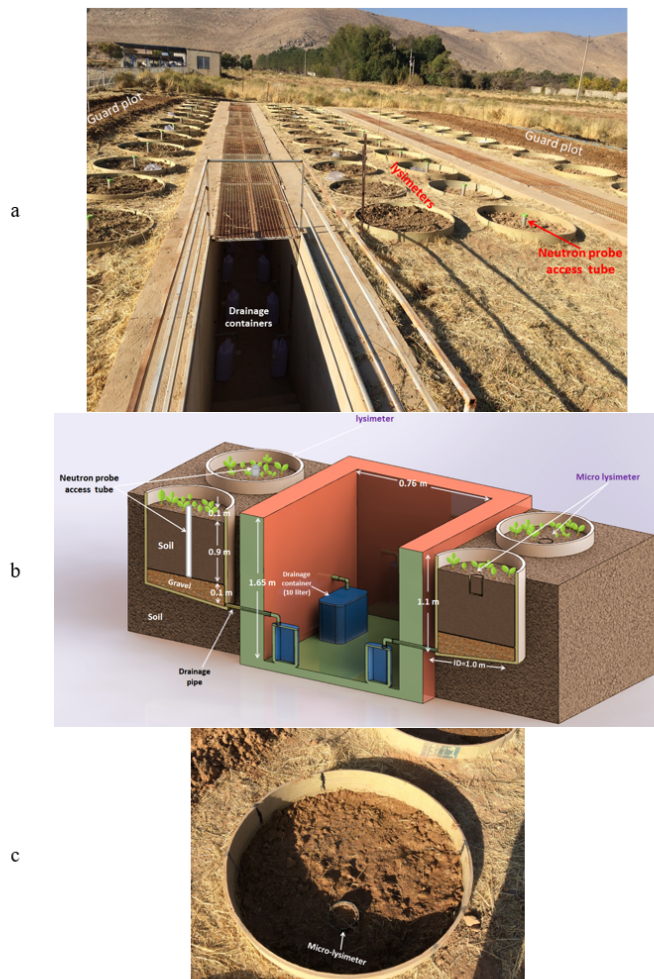 a
Guard plot
Guard plot
lysimeters
Neutron probe
access tube
Drainage
containers
b
lysimeter
Neutron probe
access tube
Micro lysimeter
0.76 m
0.1 m
Soil
0.9 m
Gravel
0.1 m
1.65 m
Drainage
container
(10 liter)
1.1 m
Soil
ID=1.0 m
Drainage
pipe
c
Micro-lysimeter